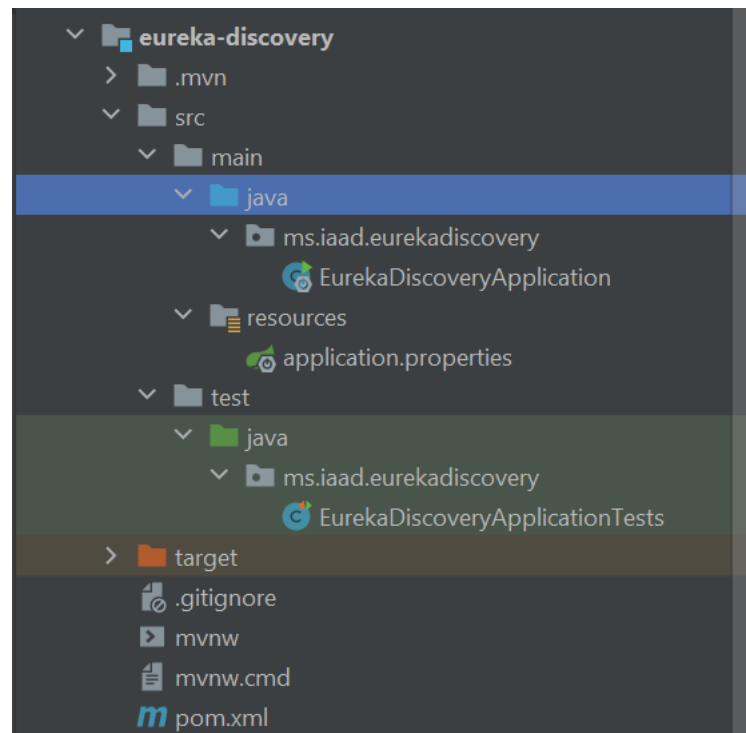 eureka-discovery
.mvn
src
main
java
ms.iaad.eurekadiscovery
EurekaDiscoveryApplication
resources
application.properties
test
java
ms.iaad.eurekadiscovery
EurekaDiscoveryApplicationTests
target
.gitignore
mvnw
mvnw.cmd
pom.xml